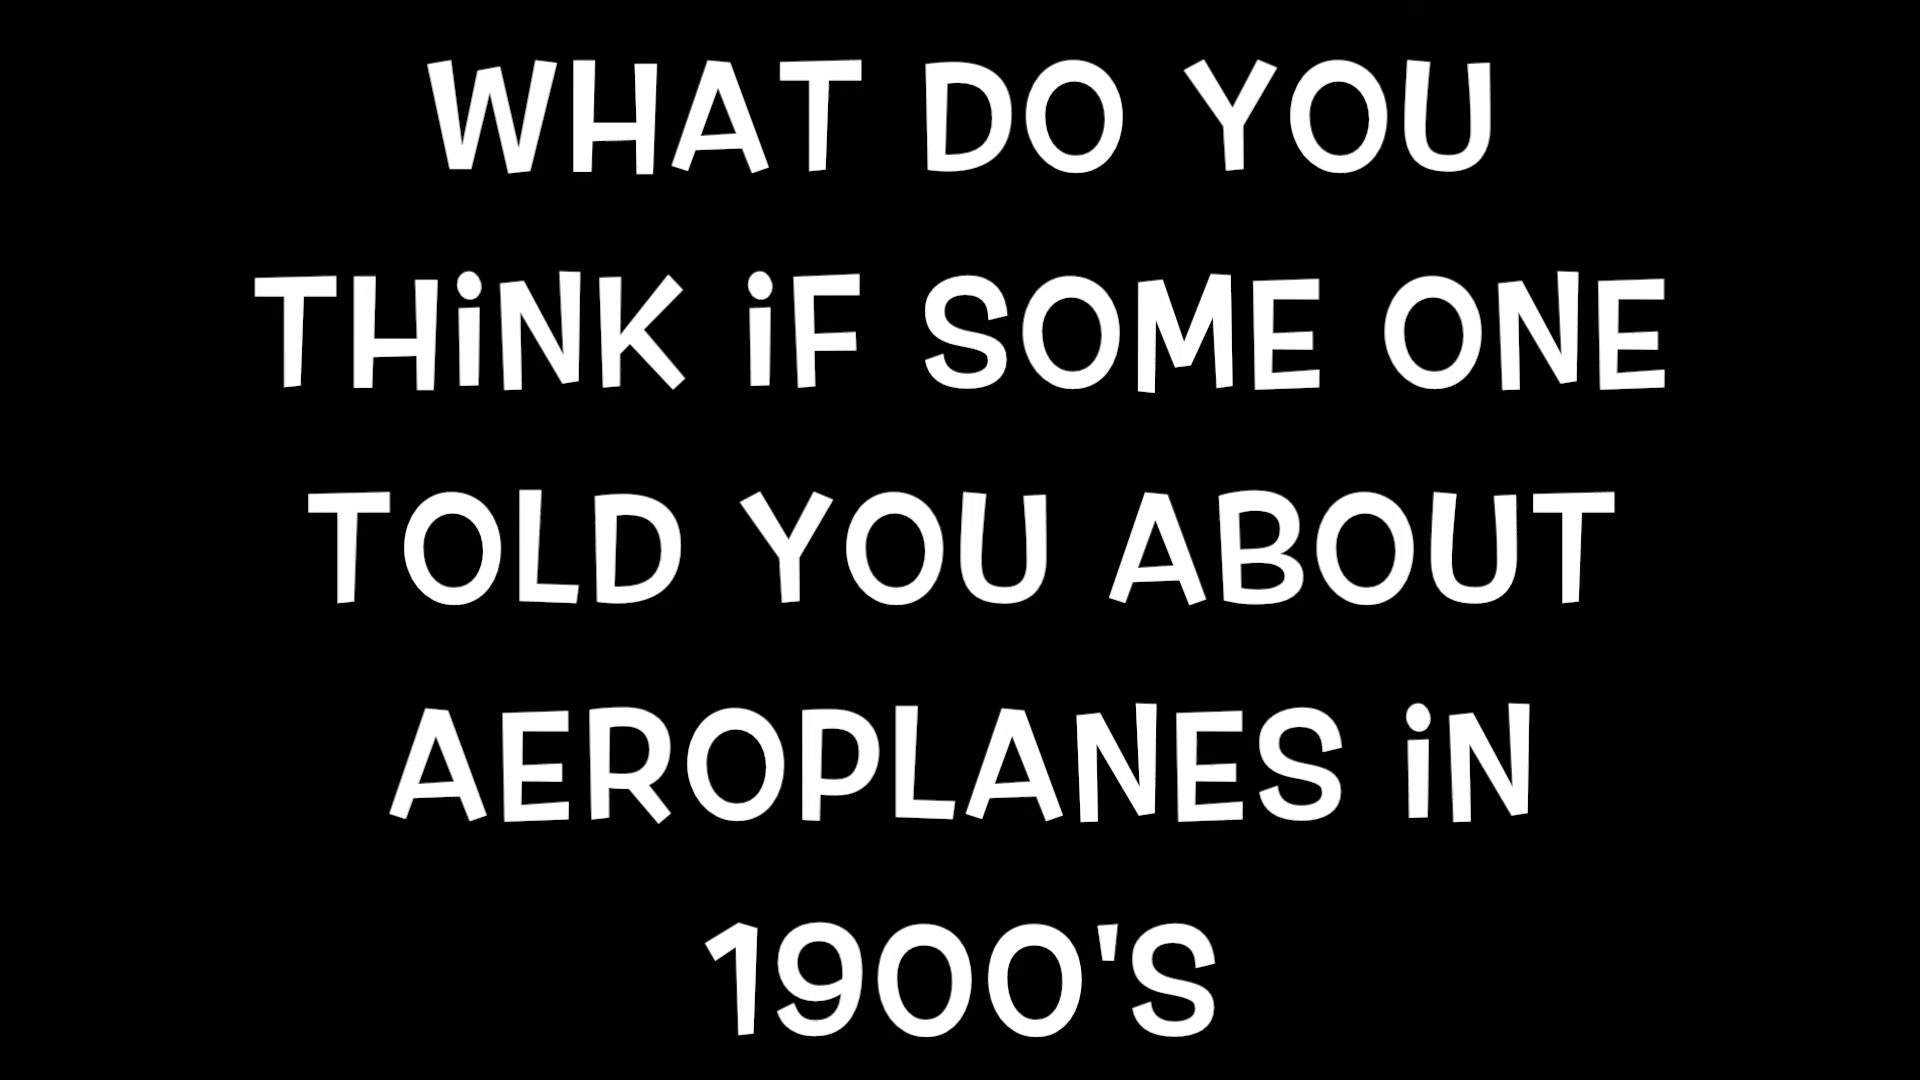 WHAT DO YOU
THiNK iF SOME ONE
TOLD YOU ABOUT
AEROPLANES iN
1900'S